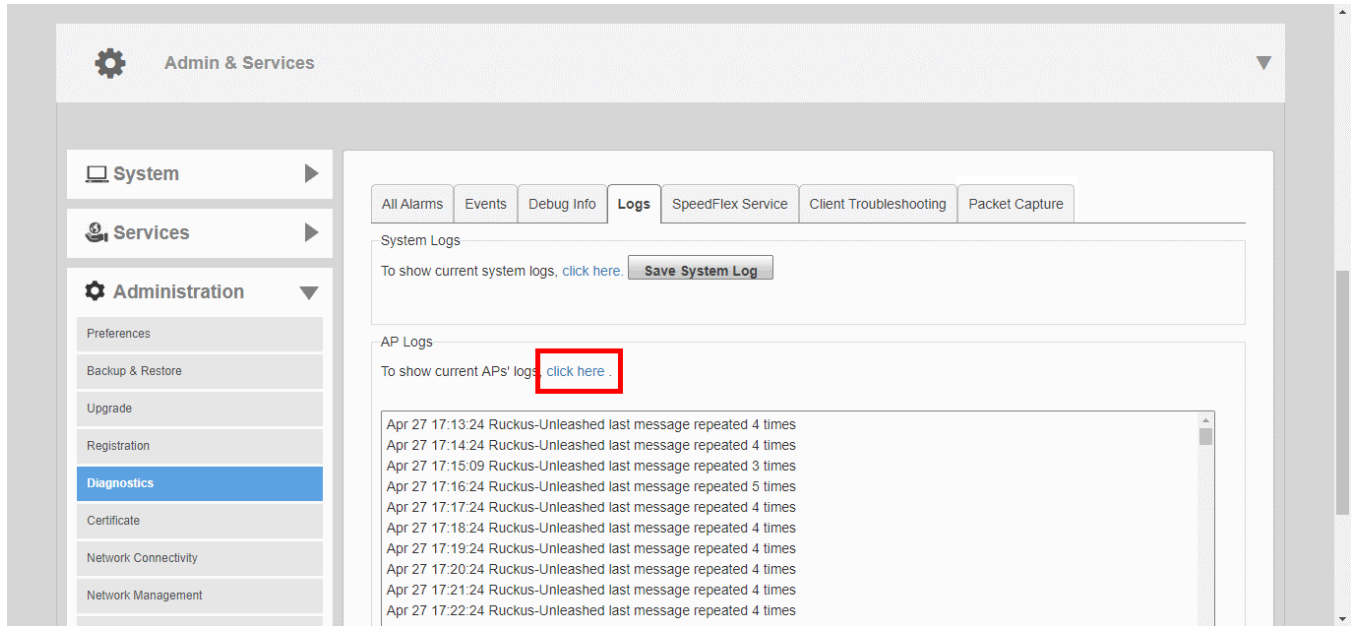 Admin & Services
System
Services
Administration
Preferences
Backup & Restore
Upgrade
Registration
Diagnostics
Certificate
Network Connectivity
Network Management
All Alarms Events Debug Info Logs SpeedFlex Service Client Troubleshooting Packet Capture
System Logs
To show current system logs, click here. Save System Log
AP Logs
To show current APs' logs, click here .
Apr 27 17:13:24 Ruckus-Unleashed last message repeated 4 times
Apr 27 17:14:24 Ruckus-Unleashed last message repeated 4 times
Apr 27 17:15:09 Ruckus-Unleashed last message repeated 3 times
Apr 27 17:16:24 Ruckus-Unleashed last message repeated 5 times
Apr 27 17:17:24 Ruckus-Unleashed last message repeated 4 times
Apr 27 17:18:24 Ruckus-Unleashed last message repeated 4 times
Apr 27 17:19:24 Ruckus-Unleashed last message repeated 4 times
Apr 27 17:20:24 Ruckus-Unleashed last message repeated 4 times
Apr 27 17:21:24 Ruckus-Unleashed last message repeated 4 times
Apr 27 17:22:24 Ruckus-Unleashed last message repeated 4 times